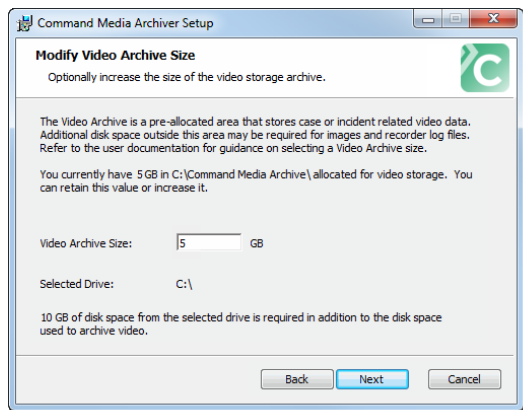 Command Media Archiver Setup
Modify Video Archive Size
Optionally increase the size of the video storage archive.
The Video Archive is a pre-allocated area that stores case or incident related video data.
Additional disk space outside this area may be required for images and recorder log files.
Refer to the user documentation for guidance on selecting a Video Archive size.
You currently have 5GB in C:\Command Media Archive\ allocated for video storage. You
can retain this value or increase it.
Video Archive Size: 5 GB
Selected Drive: C:\
10 GB of disk space from the selected drive is required in addition to the disk space
used to archive video.
Back Next Cancel